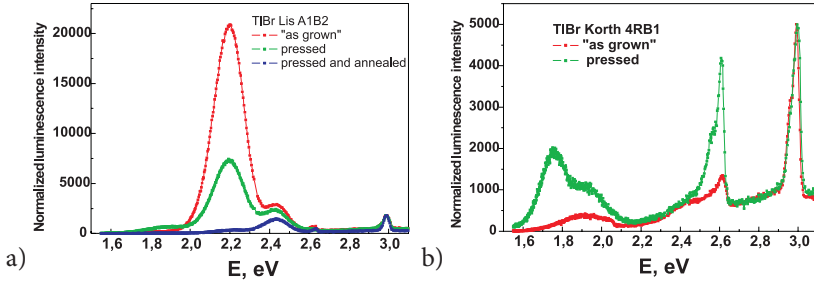 TlBr Lis A1B2
"as grown"
pressed
pressed and annealed
Normalized luminescence intensity
20000
15000
10000
5000
0
1,6 1,8 2,0 2,2 2,4 2,6 2,8 3,0
E, eV
a)
TlBr Korth 4RB1
"as grown"
pressed
Normalized luminescence intensity
5000
4000
3000
2000
1000
0
1,6 1,8 2,0 2,2 2,4 2,6 2,8 3,0
E, eV
b)